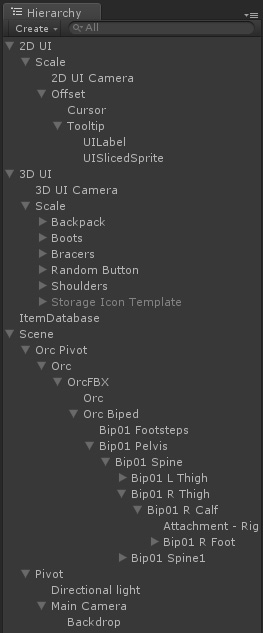 Hierarchy
Create
All
2D UI
Scale
2D UI Camera
Offset
Cursor
Tooltip
UILabel
UISlicedSprite
3D UI
3D UI Camera
Scale
Backpack
Boots
Bracers
Random Button
Shoulders
Storage Icon Template
ItemDatabase
Scene
Orc Pivot
Orc
OrcFBX
Orc
Orc Biped
Bip01 Footsteps
Bip01 Pelvis
Bip01 Spine
Bip01 L Thigh
Bip01 R Thigh
Bip01 R Calf
Attachment - Rig
Bip01 R Foot
Bip01 Spine1
Pivot
Directional light
Main Camera
Backdrop